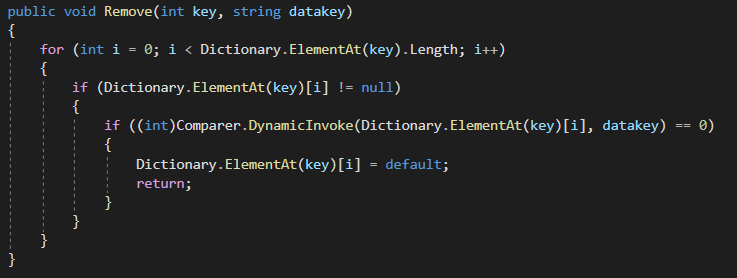 public void Remove(int key, string datakey)
{
    for (int i = 0; i < Dictionary.ElementAt(key).Length; i++)
    {
        if (Dictionary.ElementAt(key)[i] != null)
        {
            if ((int)Comparer.DynamicInvoke(Dictionary.ElementAt(key)[i], datakey) == 0)
            {
                Dictionary.ElementAt(key)[i] = default;
                return;
            }
        }
    }
}